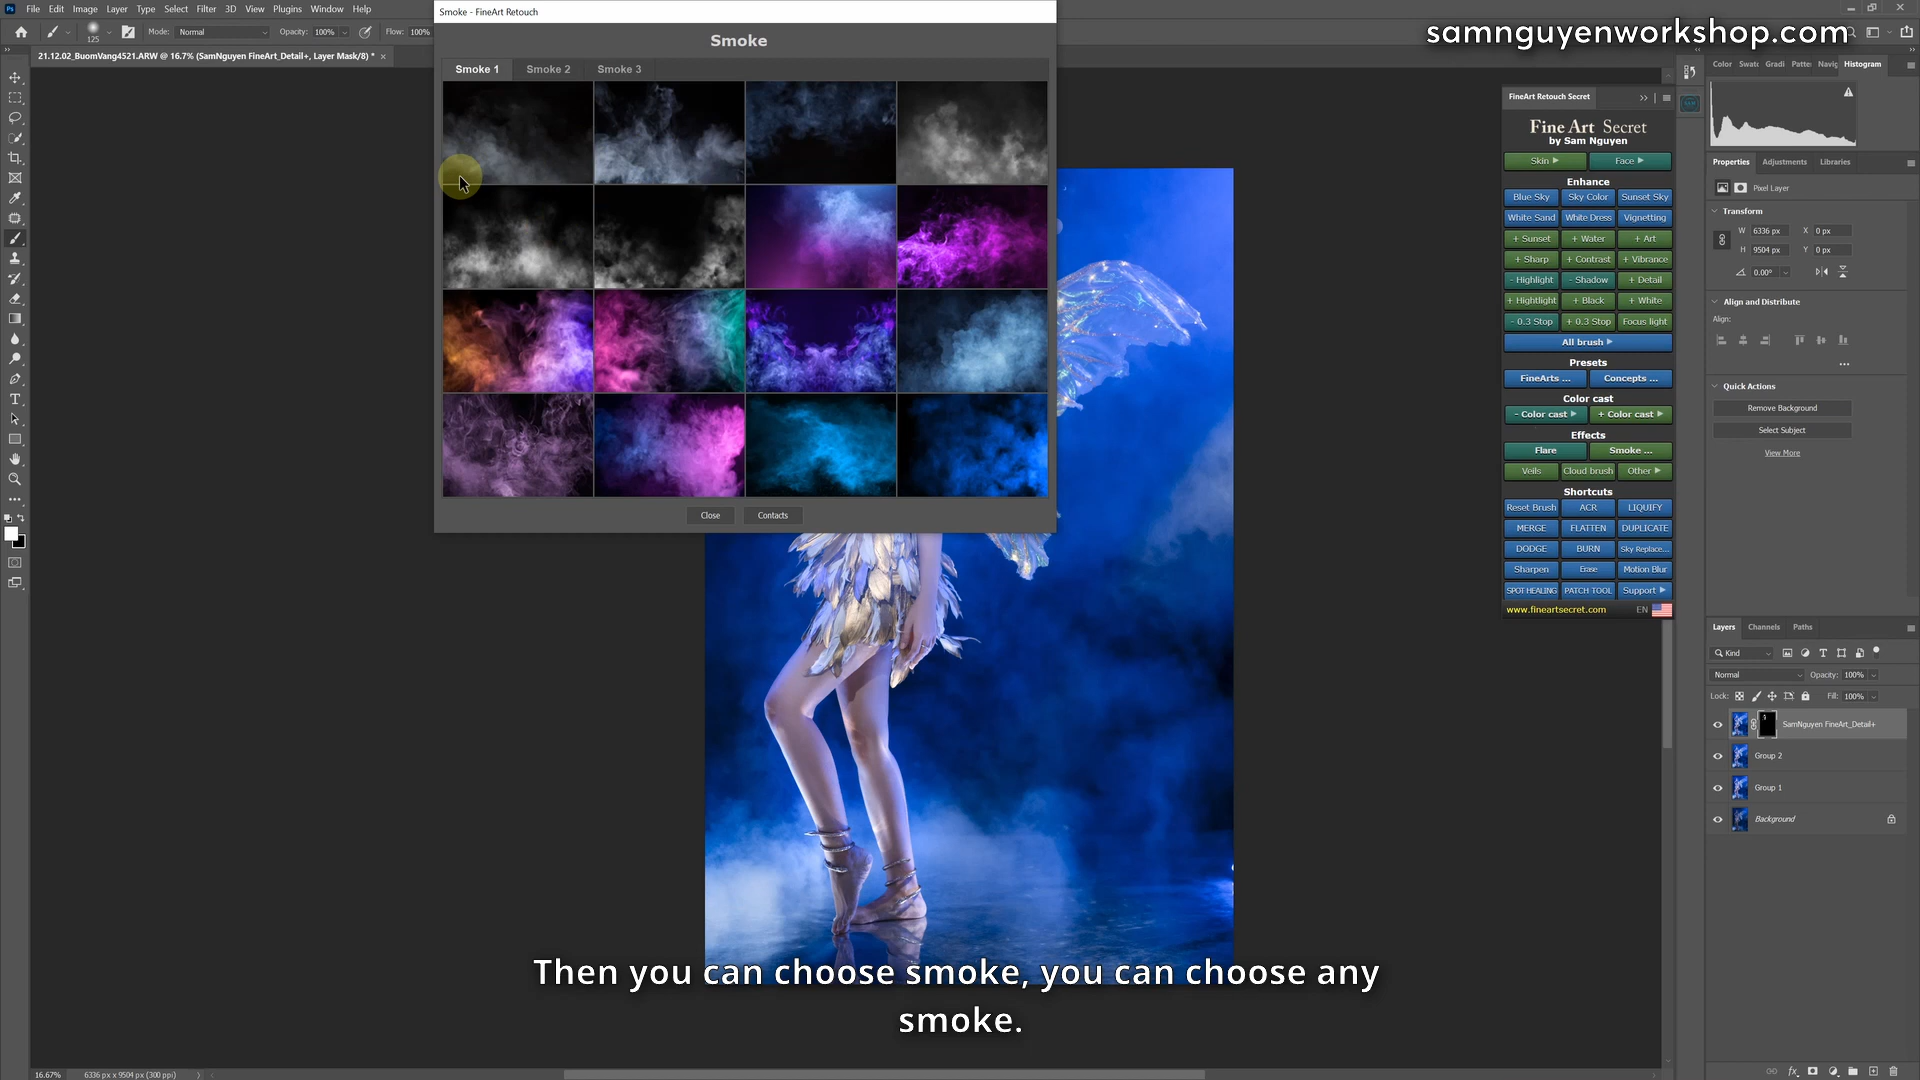 File Edit Image Layer Type Select Filter 3D View Plugins Window Help
125 Mode: Normal Opacity: 100% Flow: 100%
21.12.02_BuomVang4521.ARW @ 16.7% (SamNguyen FineArt_Detail+, Layer Mask/8) * ×
samnguyenworkshop.com
Smoke - FineArt Retouch
Smoke
Smoke 1 Smoke 2 Smoke 3
Close Contacts
FineArt Retouch Secret
Fine Art Secret
by Sam Nguyen
Skin Face
Enhance
Blue Sky Sky Color Sunset Sky
White Sand White Dress Vignetting
+ Sunset + Water + Art
+ Sharp + Contrast + Vibrance
- Highlight - Shadow + Detail
+ Hightlight + Black + White
- 0.3 Stop + 0.3 Stop Focus light
All brush
Presets
FineArts ... Concepts ...
Color cast
- Color cast + Color cast
Effects
Flare Smoke ...
Veils Cloud brush Other
Shortcuts
Reset Brush ACR LIQUIFY
MERGE FLATTEN DUPLICATE
DODGE BURN Sky Replace...
Sharpen Erase Motion Blur
SPOT HEALING PATCH TOOL Support
www.fineartsecret.com EN
Color Swatc Gradi Patte Navig Histogram
Properties Adjustments Libraries
Pixel Layer
Transform
W 6336 px X 0 px
H 9504 px Y 0 px
0.00°
Align and Distribute
Align:
Quick Actions
Remove Background
Select Subject
View More
Layers Channels Paths
Kind
Normal Opacity: 100%
Lock: Fill: 100%
SamNguyen FineArt_Detail+
Group 2
Group 1
Background
Then you can choose smoke, you can choose any
smoke.
16.67% 6336 px x 9504 px (300 ppi)